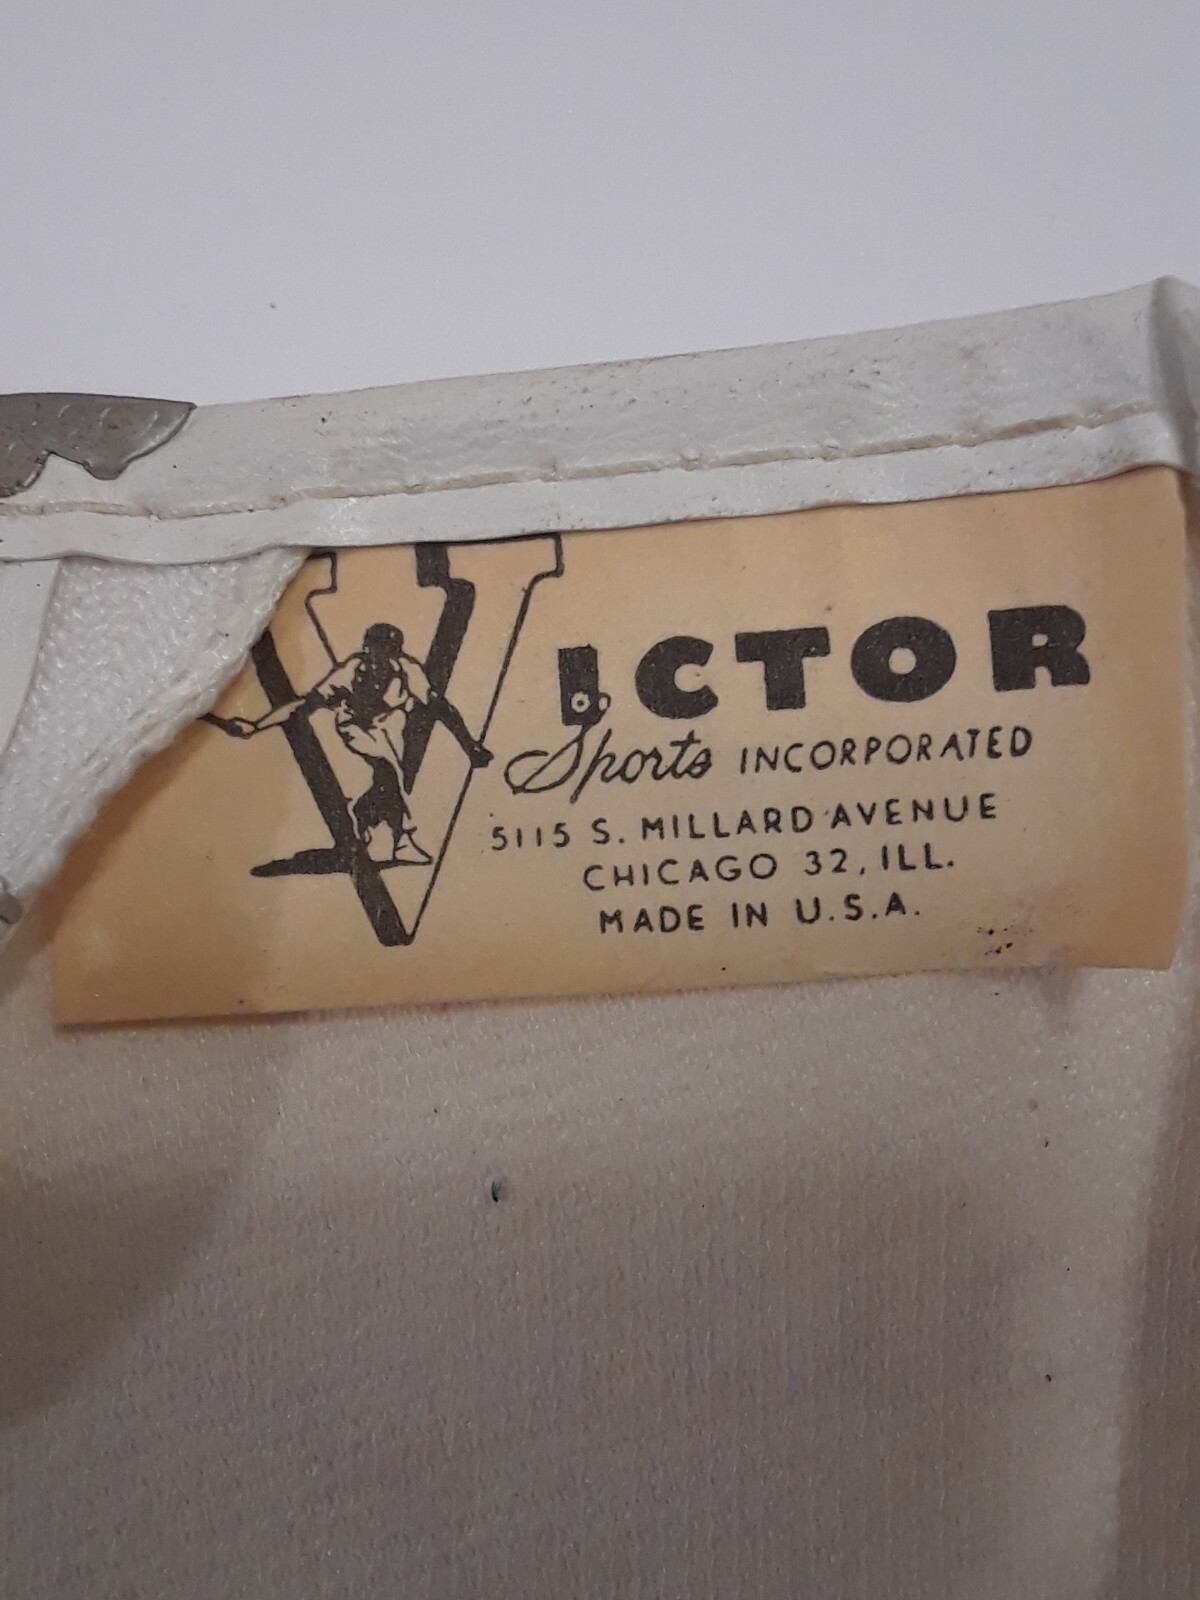 VICTOR
Sports INCORPORATED
5115 S. MILLARD AVENUE
CHICAGO 32, ILL.
MADE IN U.S.A.